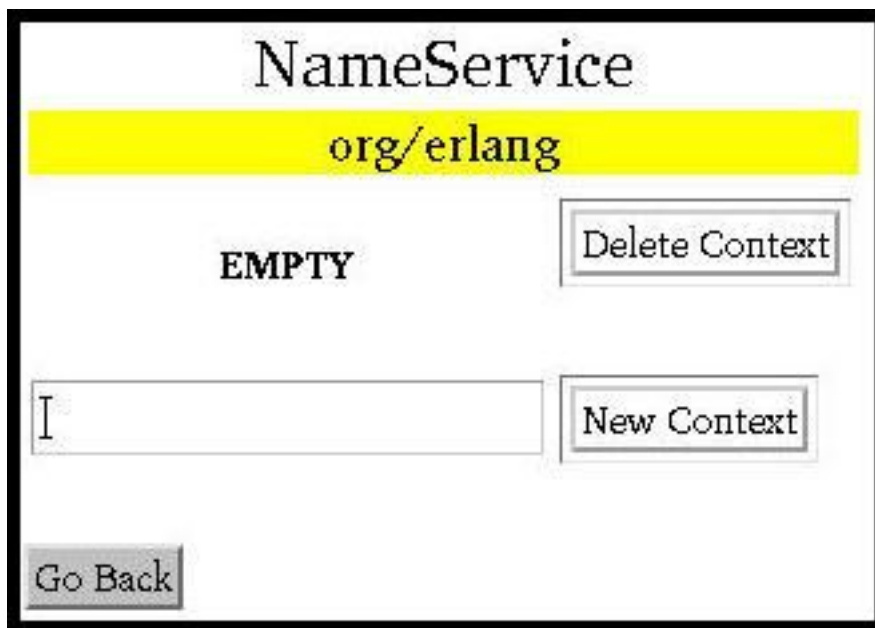 NameService
org/erlang
EMPTY
Delete Context
New Context
Go Back